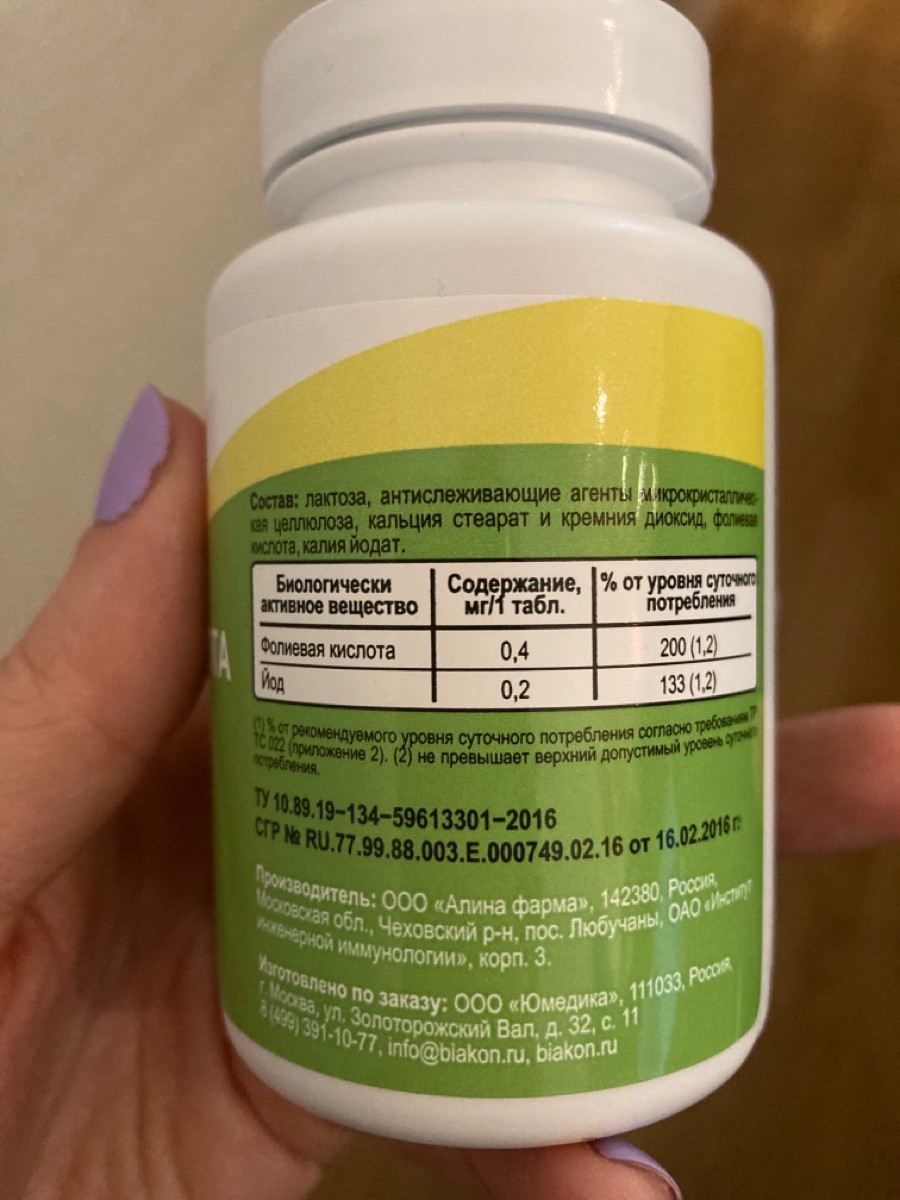 Состав: лактоза, антислеживающие агенты микрокристалличес-
кая целлюлоза, кальция стеарат и кремния диоксид, фолиевая
кислота, калия йодат.
Биологически активное вещество
Содержание, мг/1 табл.
% от уровня суточного потребления
Фолиевая кислота 0,4 200 (1,2)
Йод 0,2 133 (1,2)
(1) % от рекомендуемого уровня суточного потребления согласно требованиям ТР
ТС 022 (приложение 2). (2) не превышает верхний допустимый уровень суточного
потребления.
ТУ 10.89.19-134-59613301-2016
СГР № RU.77.99.88.003.Е.000749.02.16 от 16.02.2016 г.
Производитель: ООО «Алина фарма», 142380, Россия,
Московская обл., Чеховский р-н, пос. Любучаны, ОАО «Институт
инженерной иммунологии», корп. 3.
Изготовлено по заказу: ООО «Юмедика», 111033, Россия,
г. Москва, ул. Золоторожский Вал, д. 32, с. 11
8 (499) 391-10-77, info@biakon.ru, biakon.ru